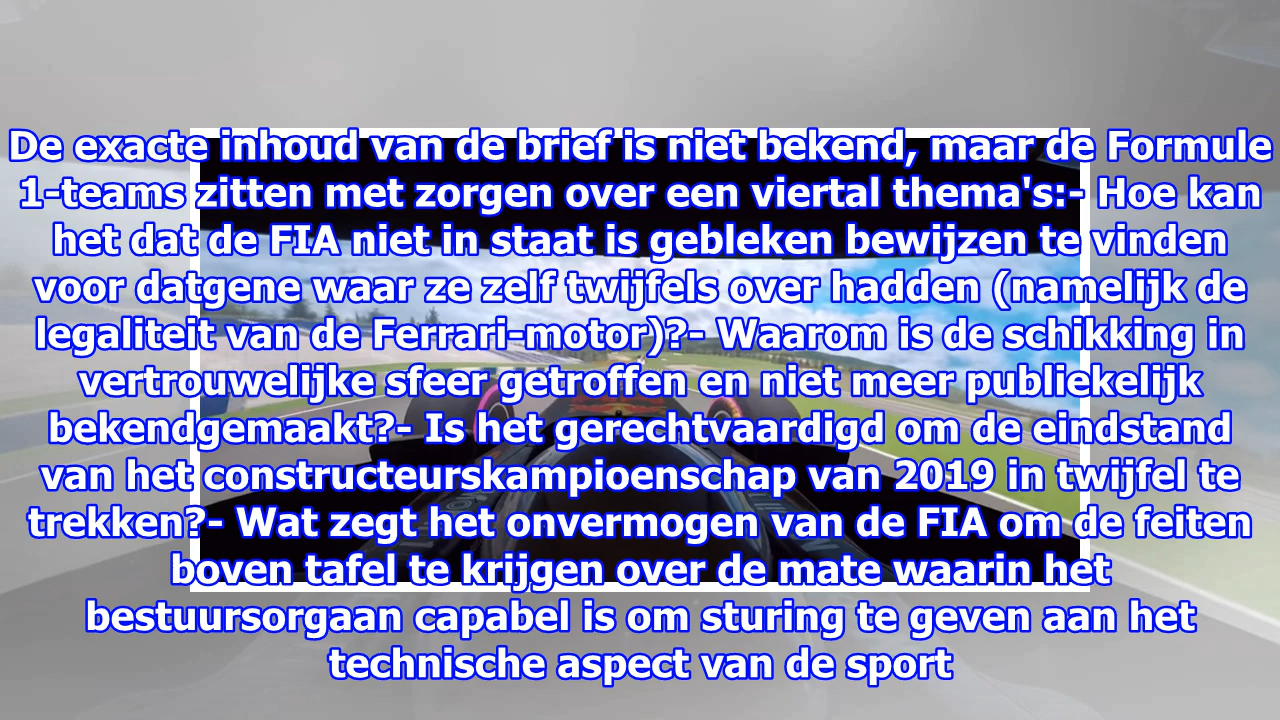 De exacte inhoud van de brief is niet bekend, maar de Formule
1-teams zitten met zorgen over een viertal thema's:- Hoe kan
het dat de FIA niet in staat is gebleken bewijzen te vinden
voor datgene waar ze zelf twijfels over hadden (namelijk de
legaliteit van de Ferrari-motor)?- Waarom is de schikking in
vertrouwelijke sfeer getroffen en niet meer publiekelijk
bekendgemaakt?- Is het gerechtvaardigd om de eindstand
van het constructeurskampioenschap van 2019 in twijfel te
trekken?- Wat zegt het onvermogen van de FIA om de feiten
boven tafel te krijgen over de mate waarin het
bestuursorgaan capabel is om sturing te geven aan het
technische aspect van de sport